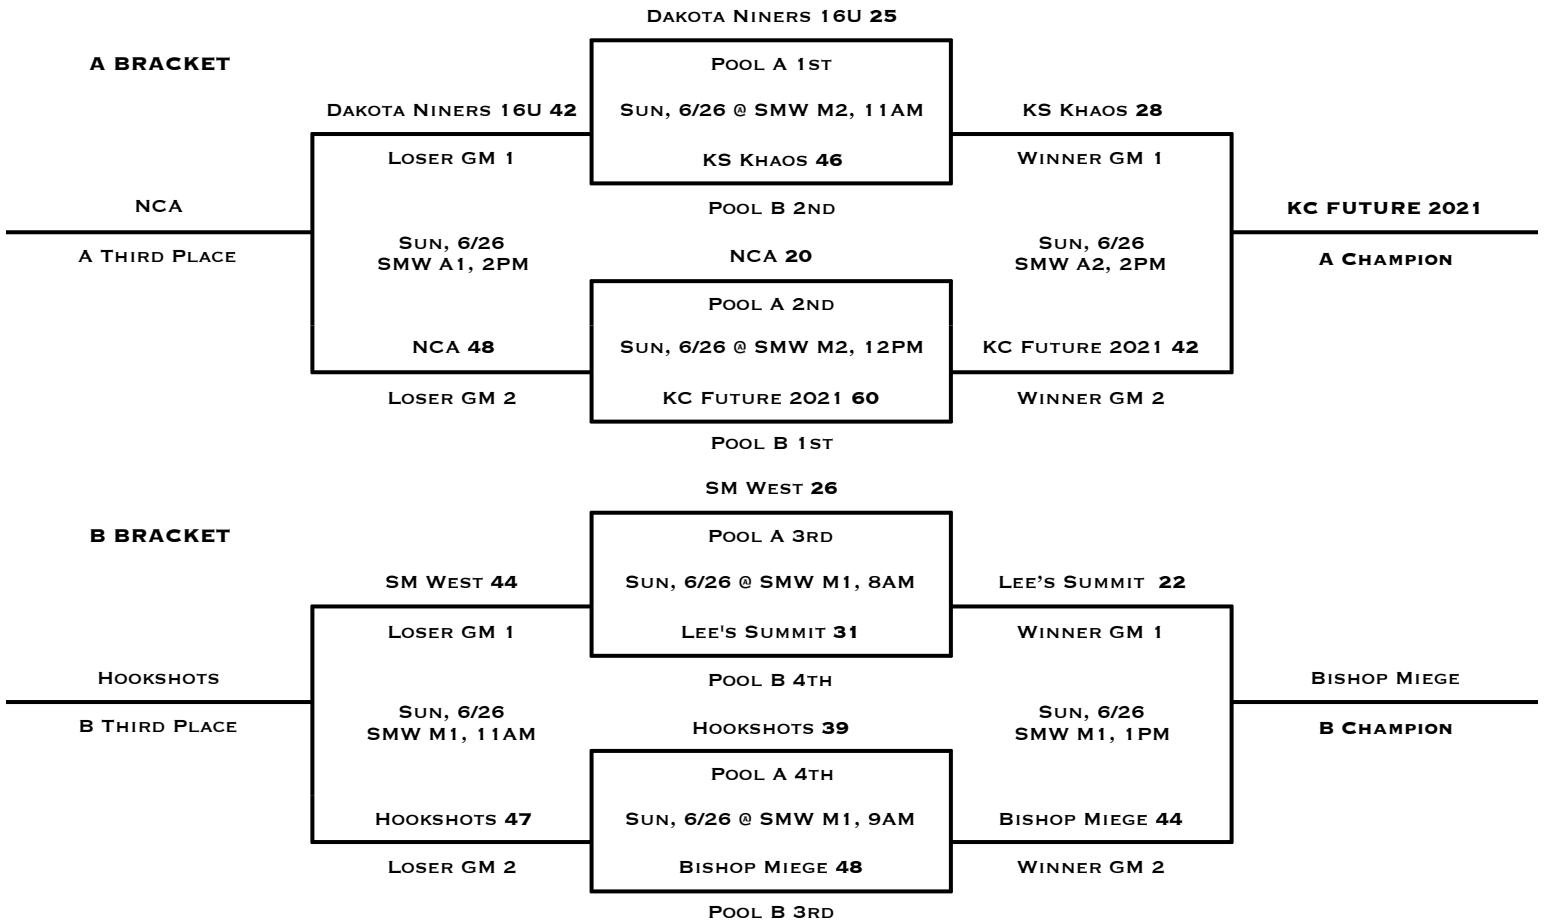 Dakota Niners 16U 25
A BRACKET
Pool A 1st
Dakota Niners 16U 42
Sun, 6/26 @ SMW M2, 11AM
KS Khaos 28
Loser GM 1
KS Khaos 46
Winner GM 1
NCA
Pool B 2nd
KC FUTURE 2021
A Third Place
Sun, 6/26
SMW A1, 2PM
NCA 20
Sun, 6/26
SMW A2, 2PM
A Champion
Pool A 2nd
NCA 48
Sun, 6/26 @ SMW M2, 12PM
KC Future 2021 42
Loser GM 2
KC Future 2021 60
Winner GM 2
Pool B 1st
SM West 26
B BRACKET
Pool A 3rd
SM West 44
Sun, 6/26 @ SMW M1, 8AM
Lee’s Summit 22
Loser GM 1
Lee's Summit 31
Winner GM 1
Hookshots
Pool B 4th
Bishop Miege
B Third Place
Sun, 6/26
SMW M1, 11AM
Hookshots 39
Sun, 6/26
SMW M1, 1PM
B Champion
Pool A 4th
Hookshots 47
Sun, 6/26 @ SMW M1, 9AM
Bishop Miege 44
Loser GM 2
Bishop Miege 48
Winner GM 2
Pool B 3rd